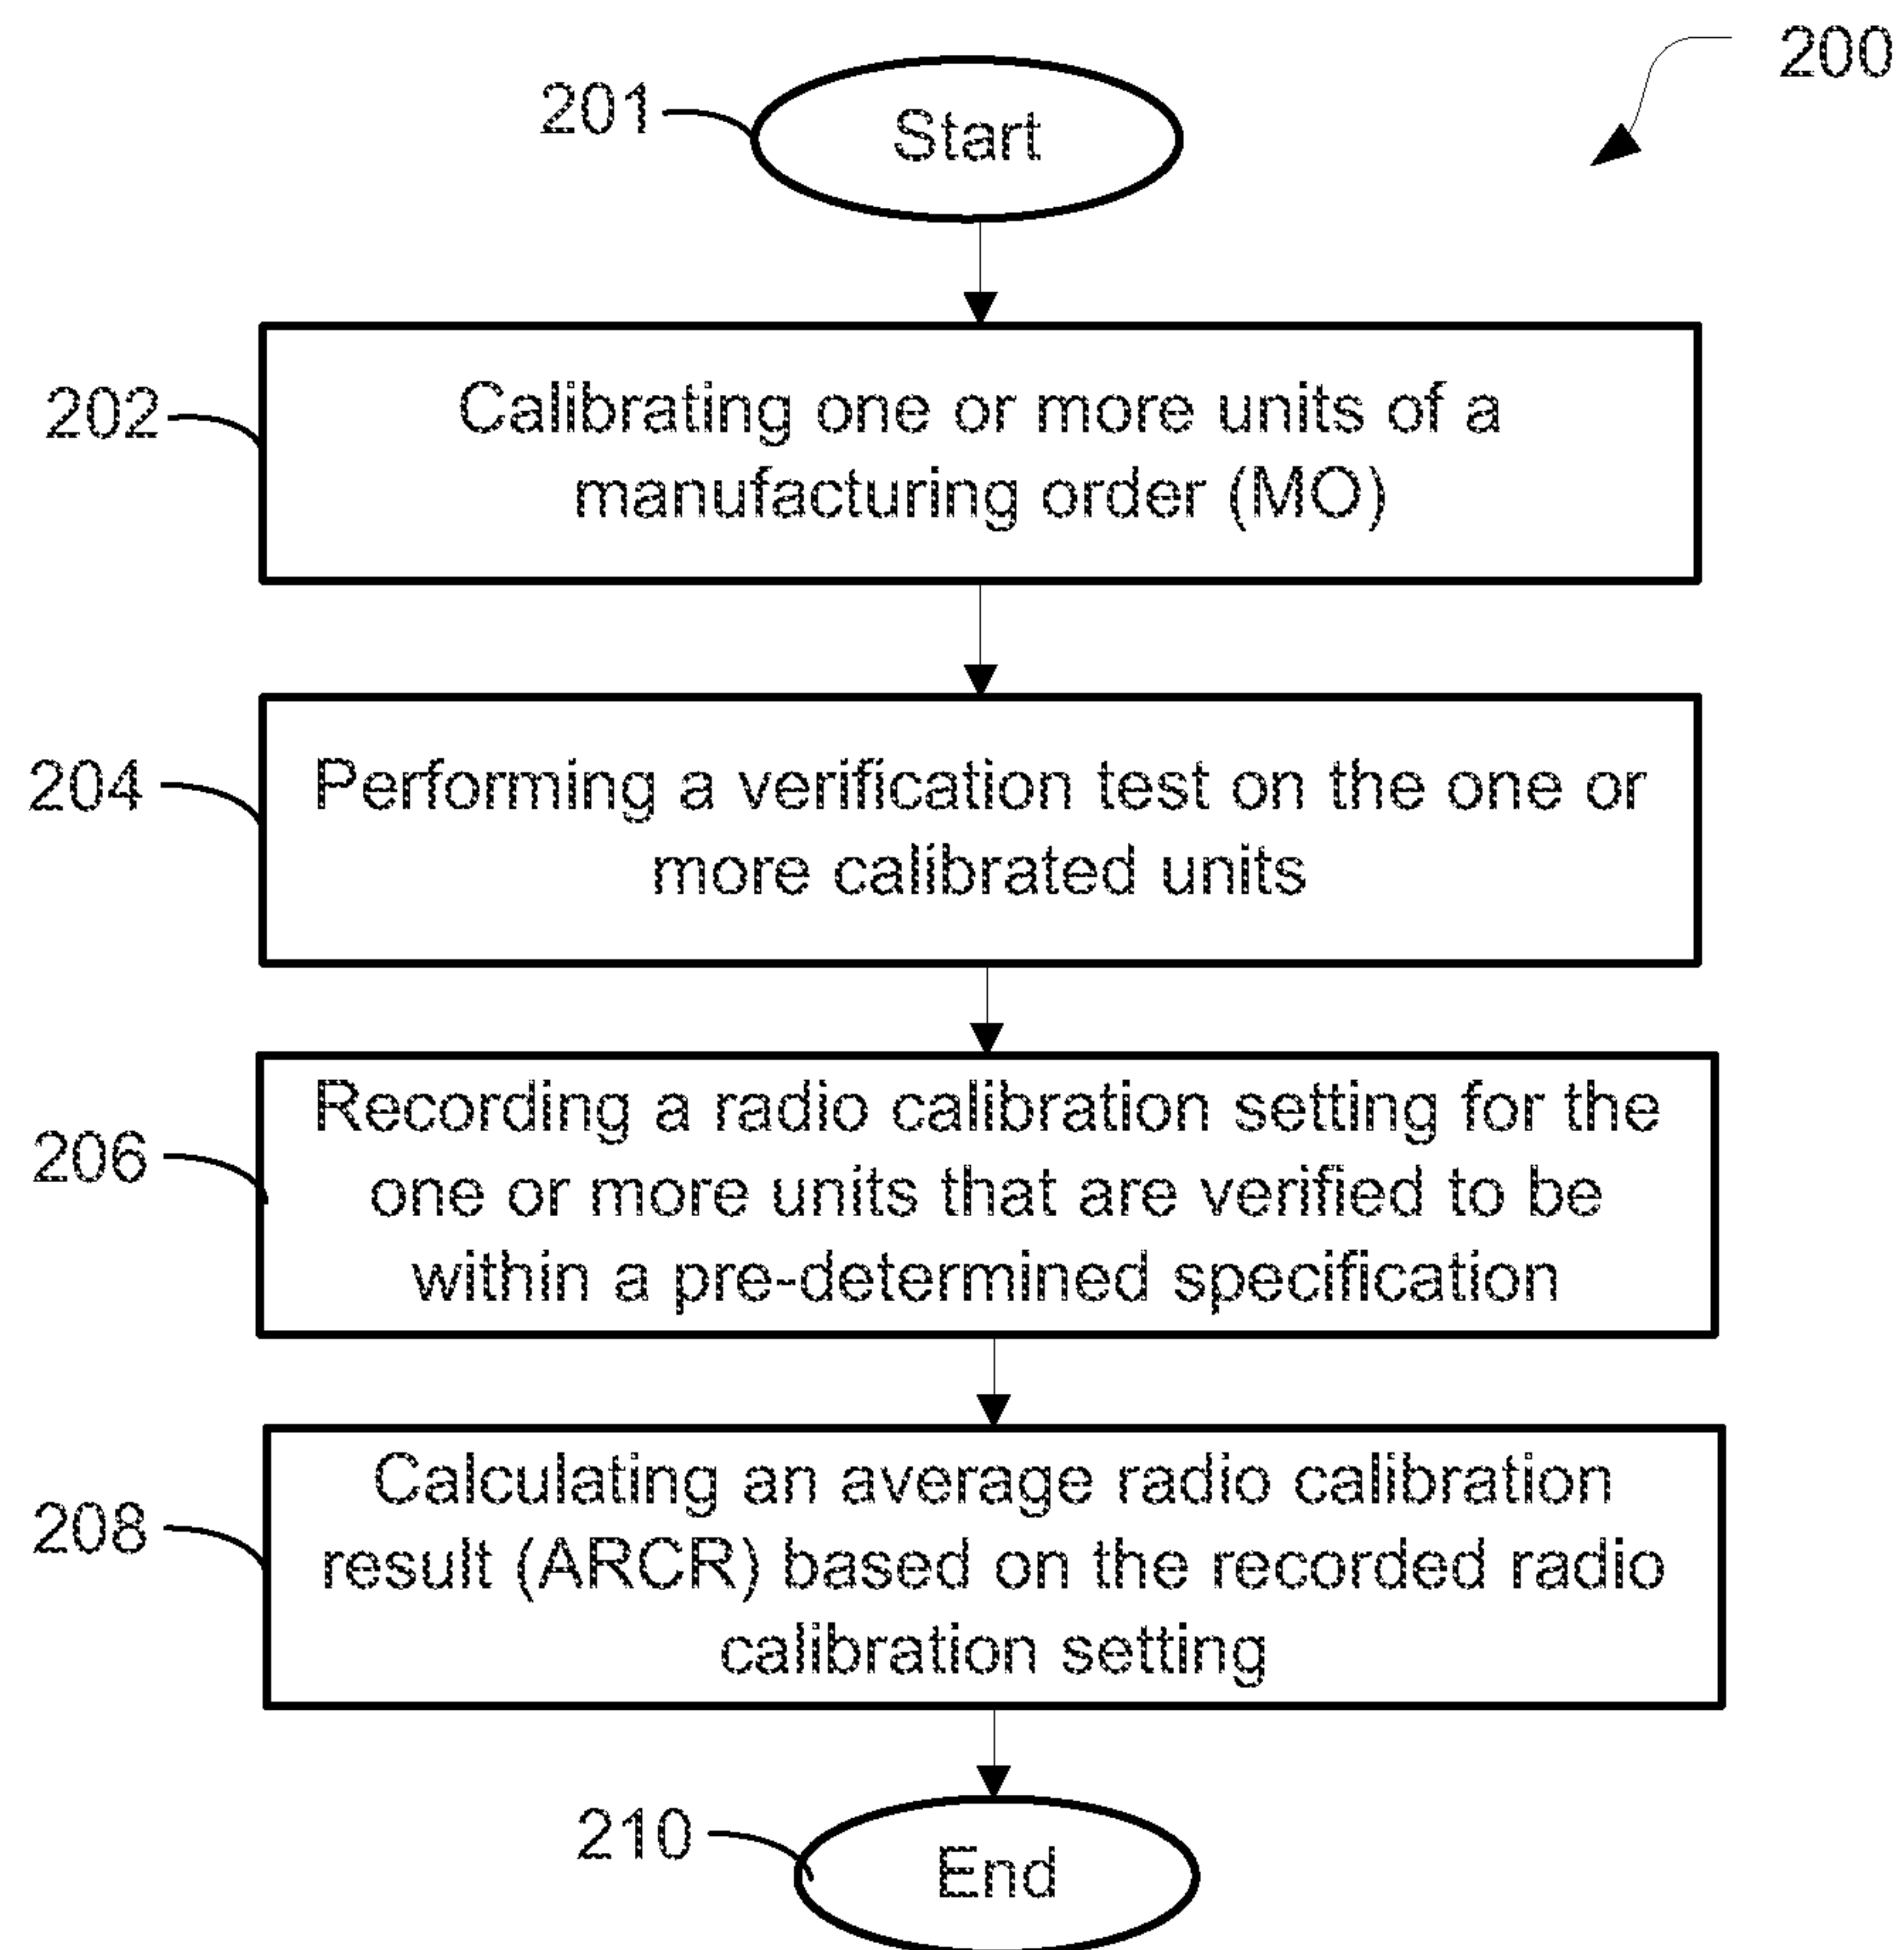 200
201
Start
202
Calibrating one or more units of a
manufacturing order (MO)
204
Performing a verification test on the one or
more calibrated units
206
Recording a radio calibration setting for the
one or more units that are verified to be
within a pre-determined specification
208
Calculating an average radio calibration
result (ARCR) based on the recorded radio
calibration setting
210
End